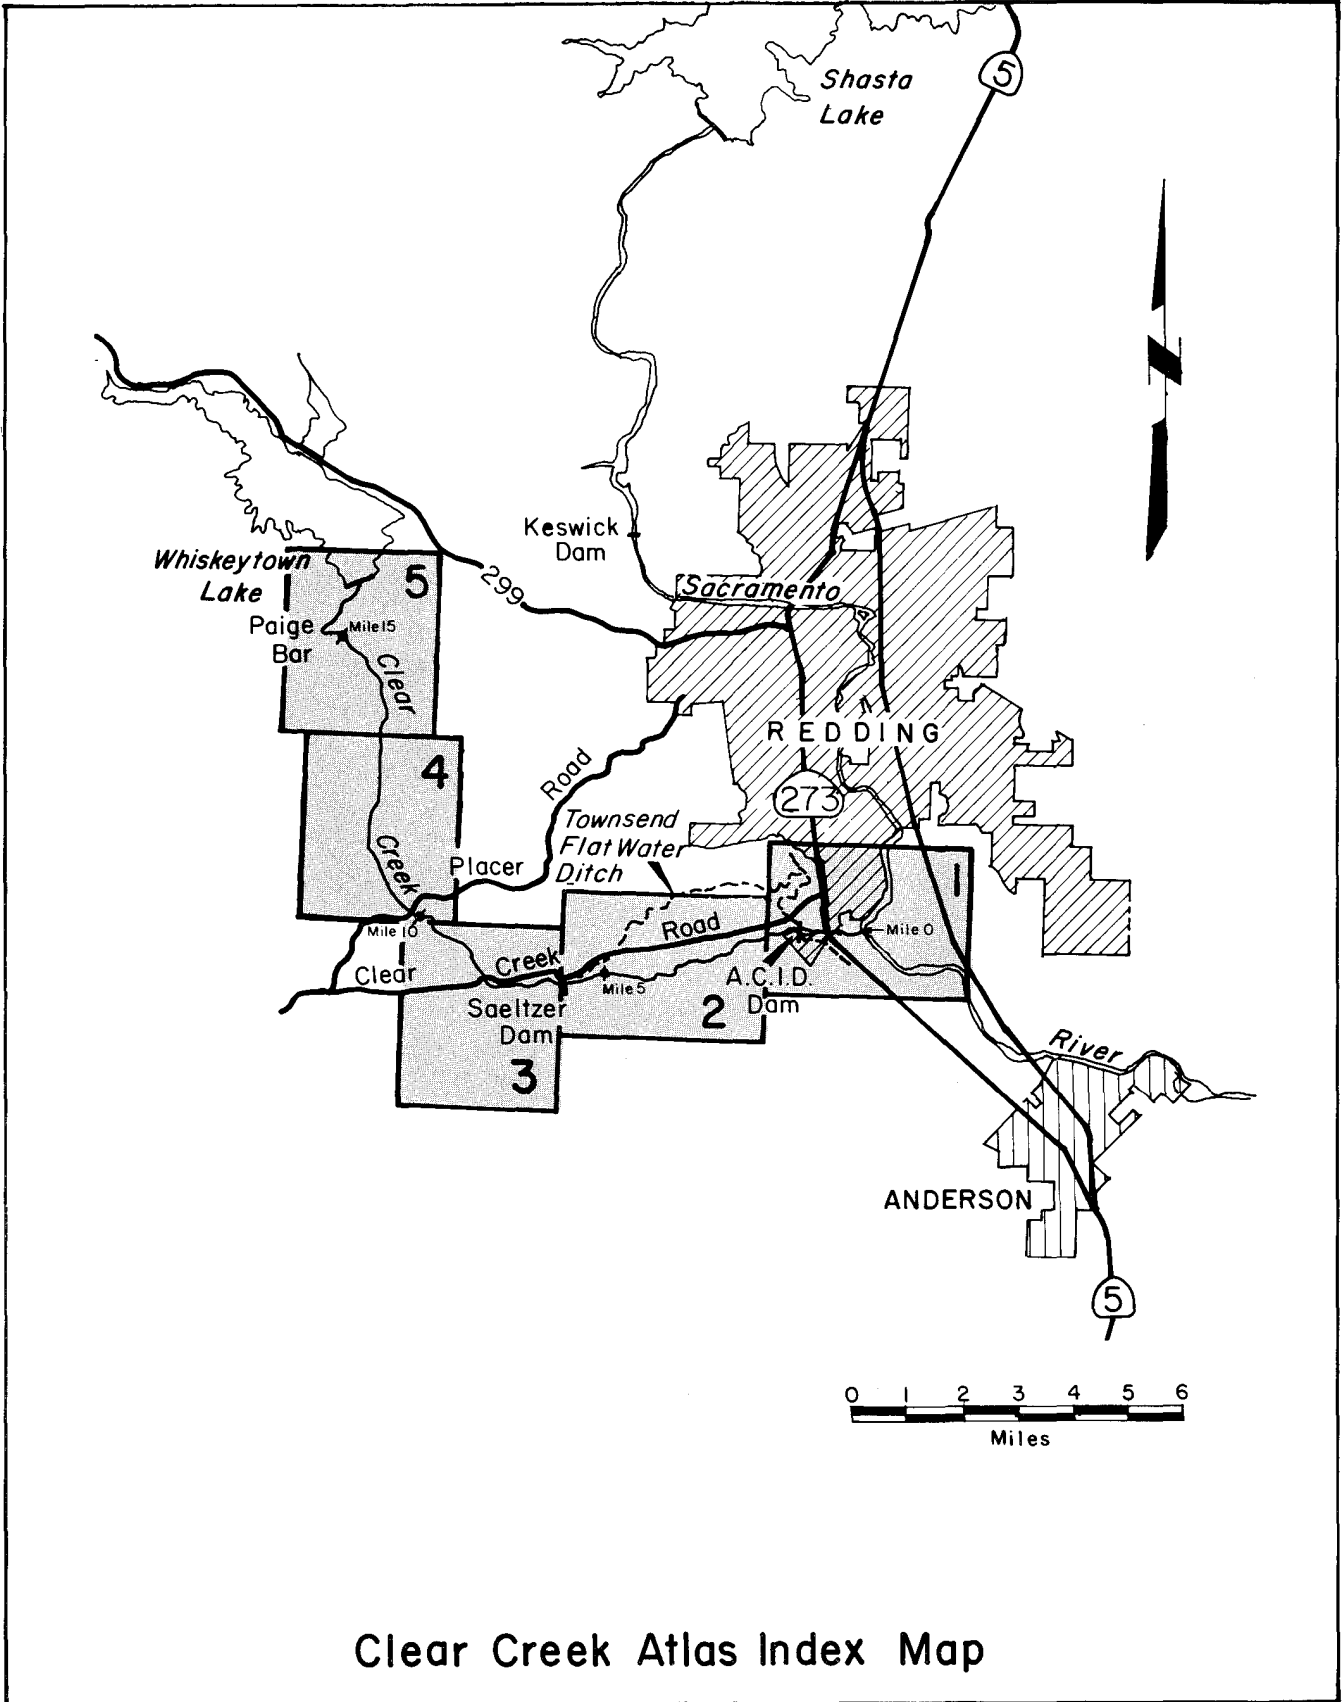 5
Shasta
Lake
Keswick
Dam
Whiskeytown
Lake
5
299
Sacramento
Paige
Bar
Mile 15
Clear
REDDING
4
Road
273
Townsend
Flat Water
Ditch
Creek
Placer
1
Mile 10
Road
Mile 0
Clear
Creek
A.C.I.D.
Dam
Mile 5
Saeltzer
Dam
2
3
River
ANDERSON
5
0 1 2 3 4 5 6
Miles
Clear Creek Atlas Index Map